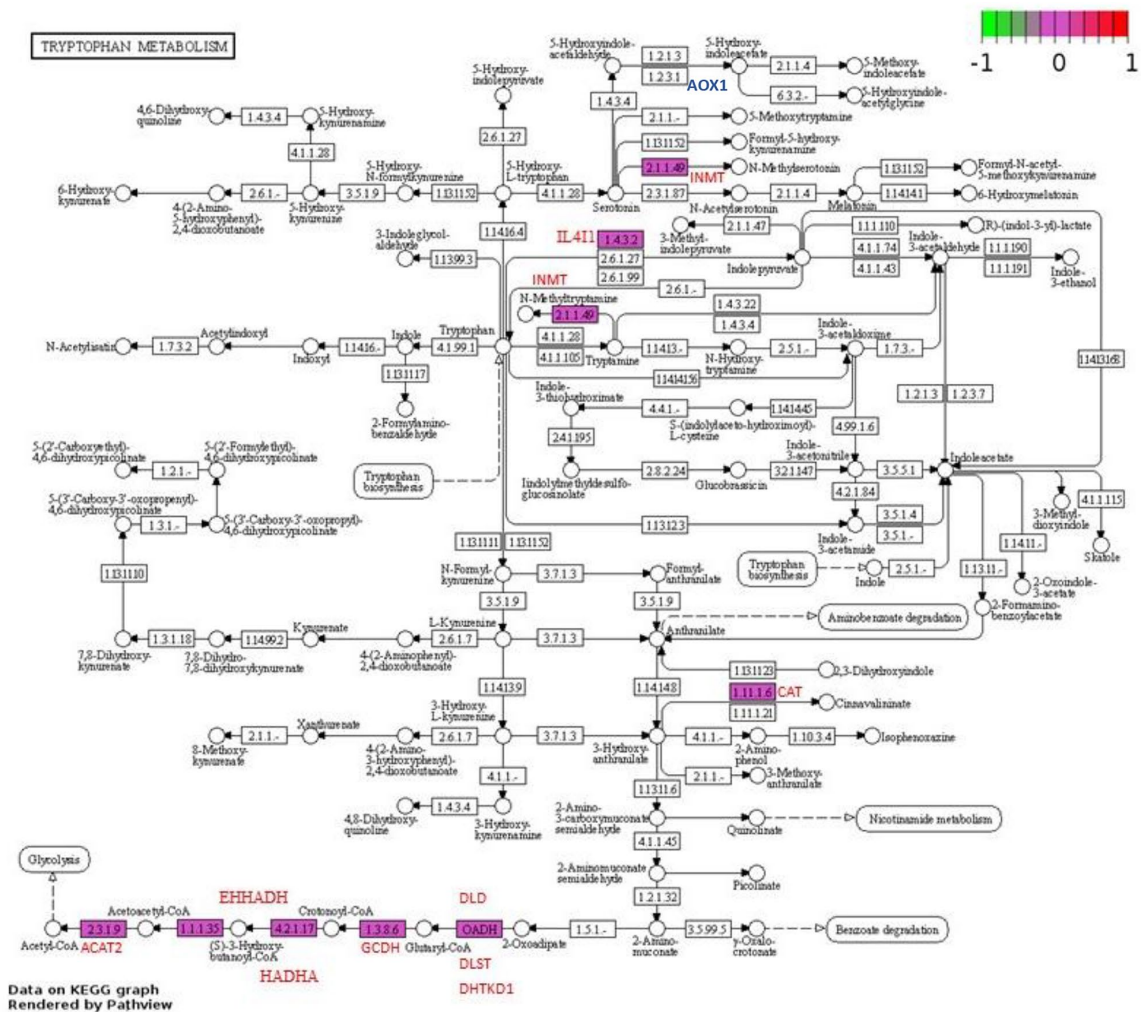 TRYPTOPHAN METABOLISM
-1
0
1
5-Hydroxyindole-
acetaldehyde
1.2.1.3
1.2.3.1
5-Hydroxy-
indoleacetate
2.1.1.4
5-Methoxy-
indoleacetate
AOX1
6.3.2.-
5-Hydroxyindole-
acetylglycine
5-Hydroxy-
indolepyruvate
1.4.3.4
2.1.1.-
5-Methoxytryptamine
4,6-Dihydroxy-
quinoline
1.4.3.4
5-Hydroxy-
kynurenamine
2.6.1.27
1.13.11.52
Formyl-5-hydroxy-
kynurenamine
4.1.1.28
5-Hydroxy-
N-formylkynurenine
5-Hydroxy-
L-tryptophan
2.1.1.49
INMT
N-Methylserotonin
1.13.11.52
Formyl-N-acetyl-
5-methoxykynurenamine
6-Hydroxy-
kynurenate
2.6.1.-
4-(2-Amino-
5-hydroxyphenyl)-
2,4-dioxobutanoate
5-Hydroxy-
kynurenine
3.5.1.9
1.13.11.52
4.1.1.28
Serotonin
2.3.1.87
N-Acetylserotonin
2.1.1.4
Melatonin
1.14.14.1
6-Hydroxymelatonin
1.14.16.4
3-Indoleglycol-
aldehyde
1.13.99.3
IL4I1
1.4.3.2
2.6.1.27
2.6.1.99
3-Methyl-
indolepyruvate
2.1.1.47
Indolepyruvate
1.1.1.110
(R)-(indol-3-yl)-lactate
4.1.1.74
4.1.1.43
Indole-
3-acetaldehyde
1.1.1.190
1.1.1.191
Indole-
3-ethanol
2.6.1.-
INMT
N-Methyltryptamine
2.1.1.49
1.4.3.22
1.4.3.4
N-Acetylisatin
1.7.3.2
Acetylindoxyl
Indoxyl
1.14.16.-
Indole
4.1.99.1
Tryptophan
4.1.1.28
4.1.1.105
Tryptamine
1.14.13.-
N-Hydroxy-
tryptamine
2.5.1.-
Indole-
3-acetaldoxime
1.7.3.-
1.14.13.168
1.13.11.17
2-Formylamino-
benzaldehyde
1.14.14.156
1.2.1.3
1.2.3.7
Indole-
3-thiohydroximate
4.4.1.-
S-(indolylaceto-hydroximoyl)-
L-cysteine
1.14.14.45
2.4.1.195
4.99.1.6
Indole-
3-acetonitrile
Iindolylmethyldesulfo-
glucosinolate
2.8.2.24
Glucobrassicin
3.2.1.147
3.5.5.1
Indoleacetate
4.2.1.84
4.1.1.115
3-Methyl-
dioxyindole
Skatole
5-(2'-Carboxyethyl)-
4,6-dihydroxypicolinate
1.2.1.-
5-(2'-Formylethyl)-
4,6-dihydroxypicolinate
Tryptophan
biosynthesis
5-(3'-Carboxy-3'-oxopropenyl)-
4,6-dihydroxypicolinate
1.3.1.-
5-(3'-Carboxy-3'-oxopropyl)-
4,6-dihydroxypicolinate
1.13.12.3
Indole-
3-acetamide
3.5.1.4
3.5.1.-
1.14.11.-
1.13.11.-
2-Oxoindole-
3-acetate
2-Formamino-
benzoylacetate
1.13.11.10
1.13.11.11
1.13.11.52
Tryptophan
biosynthesis
Indole
2.5.1.-
N-Formyl-
kynurenine
3.7.1.3
Formyl-
anthranilate
3.5.1.9
3.5.1.9
Aminobenzoate degradation
7,8-Dihydroxy-
kynurenate
1.3.1.18
7,8-Dihydro-
7,8-dihydroxykynurenate
1.14.99.2
Kynurenate
4-(2-Aminophenyl)-
2,4-dioxobutanoate
2.6.1.7
L-Kynurenine
3.7.1.3
Anthranilate
1.13.11.23
2,3-Dihydroxyindole
1.14.13.9
1.14.14.8
1.11.1.6
CAT
1.11.1.21
Cinnavalininate
8-Methoxy-
kynurenate
2.1.1.-
Xanthurenate
4-(2-Amino-
3-hydroxyphenyl)-
2,4-dioxobutanoate
2.6.1.7
3-Hydroxy-
L-kynurenine
3.7.1.3
3-Hydroxy-
anthranilate
4.1.1.-
2-Amino-
phenol
1.10.3.4
Isophenoxazine
2.1.1.-
3-Methoxy-
anthranilate
4.1.1.-
4,8-Dihydroxy-
quinoline
1.4.3.4
3-Hydroxy-
kynurenamine
1.13.11.6
2-Amino-
3-carboxymuconate
semialdehyde
Quinolinate
Nicotinamide metabolism
4.1.1.45
2-Aminomuconate
semialdehyde
Picolinate
1.2.1.32
Glycolysis
EHHADH
DLD
Acetyl-CoA
2.3.1.9
ACAT2
Acetoacetyl-CoA
1.1.1.35
(S)-3-Hydroxy-
butanoyl-CoA
4.2.1.17
Crotonoyl-CoA
1.3.8.6
GCDH
Glutaryl-CoA
OADH
2-Oxoadipate
1.5.1.-
2-Amino-
muconate
3.5.99.5
γ-Oxalo-
crotonate
Benzoate degradation
HADHA
DLST
DHTKD1
Data on KEGG graph
Rendered by Pathview